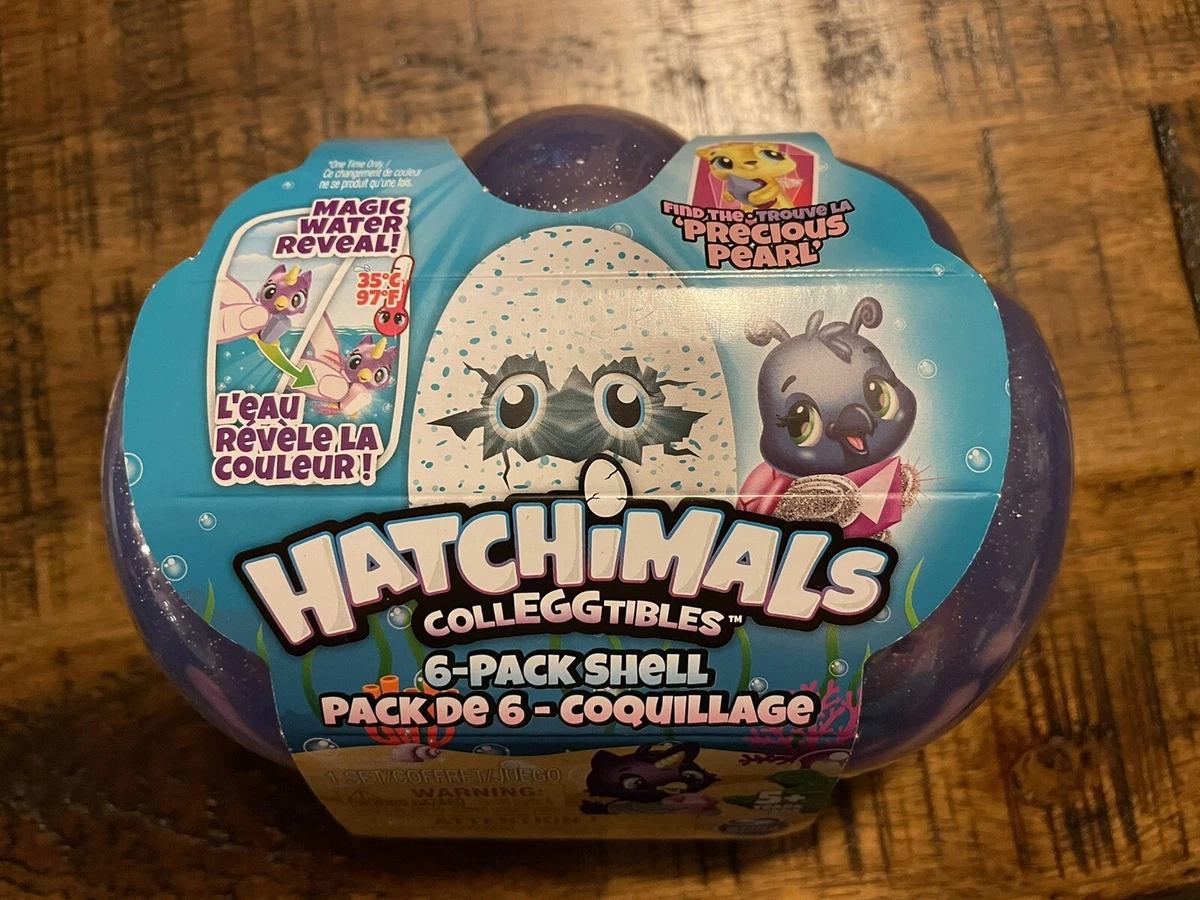 *One Time Only. /
Ce changement de couleur
ne se produit qu'une fois.
MAGIC
WATER
REVEAL!
35°C
97°F
L'EAU
RÉVÈLE LA
COULEUR !
FIND THE • TROUVE LA
'PRECIOUS
PEARL'
HATCHiMALS
COLLEGGTIBLES™
6-PACK SHELL
PACK DE 6 - COQUILLAGE
1 SET/COFFRET/JUEGO
WARNING:
ATTENTION
5+